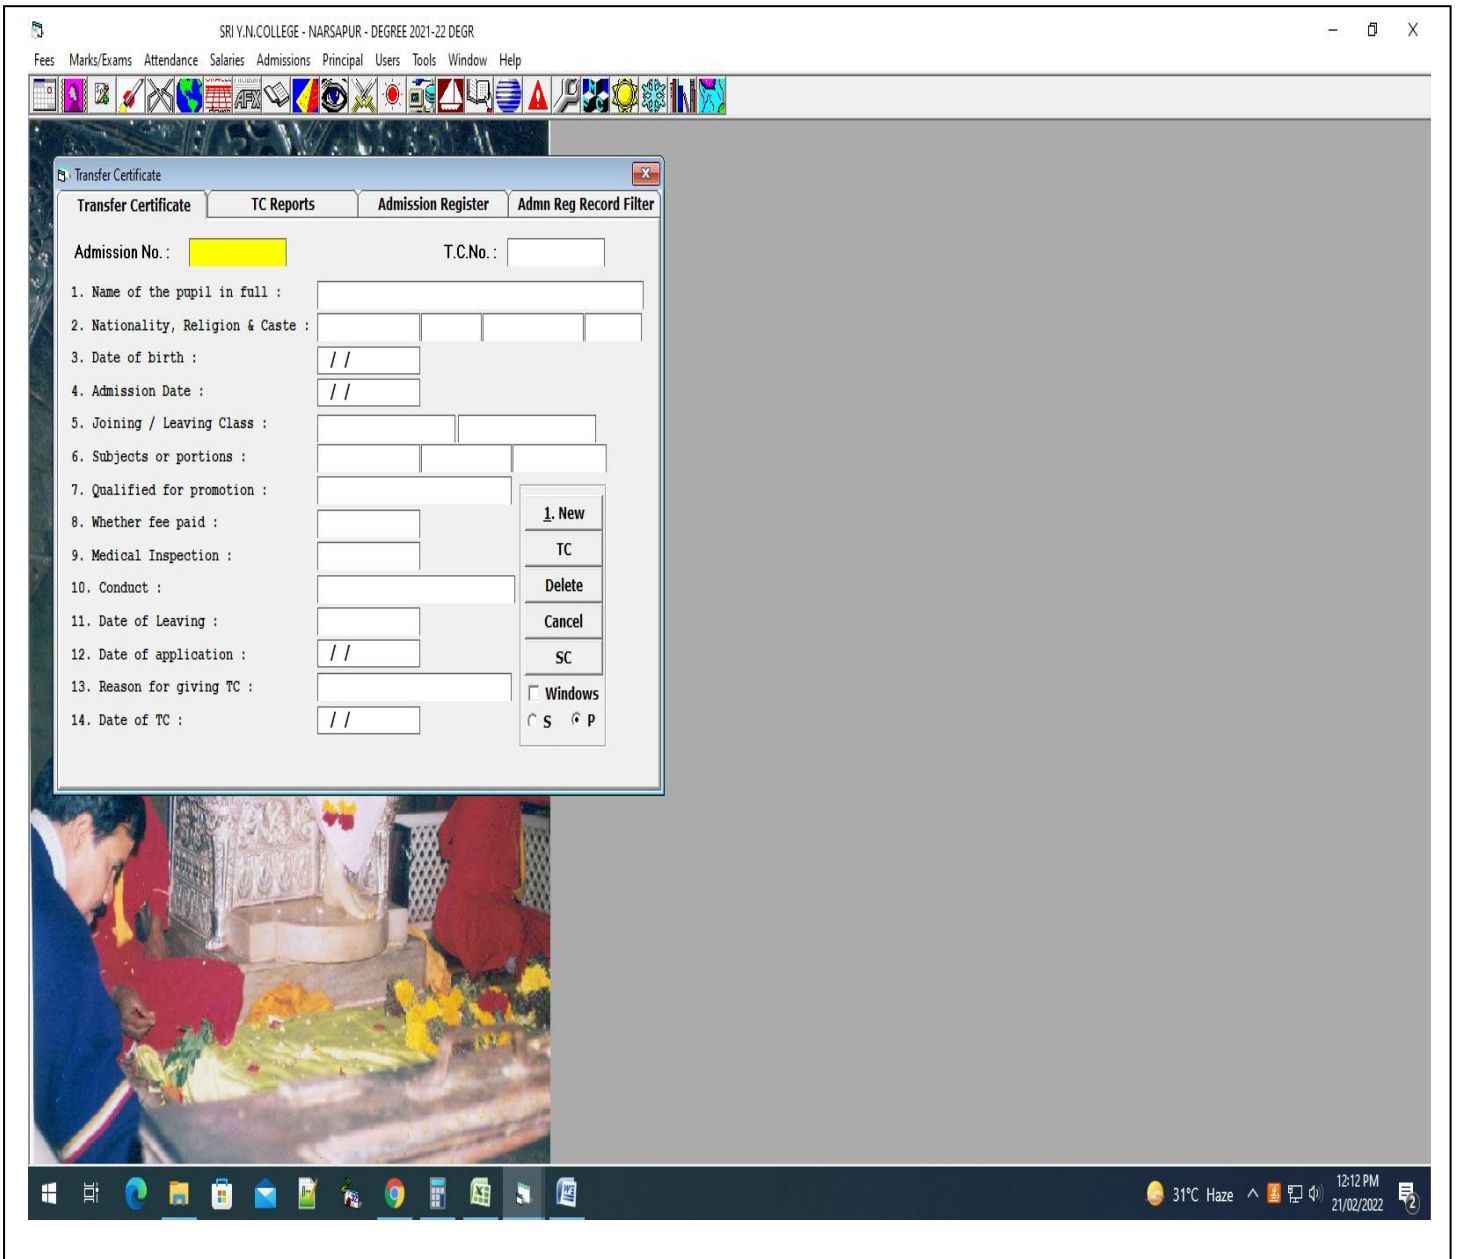 SRI Y.N.COLLEGE - NARSAPUR - DEGREE 2021-22 DEGR
Fees Marks/Exams Attendance Salaries Admissions Principal Users Tools Window Help
AFX
Transfer Certificate
Transfer Certificate TC Reports Admission Register Admn Reg Record Filter
Admission No. : T.C.No. :
1. Name of the pupil in full :
2. Nationality, Religion & Caste :
3. Date of birth : / /
4. Admission Date : / /
5. Joining / Leaving Class :
6. Subjects or portions :
7. Qualified for promotion :
1. New
8. Whether fee paid :
TC
9. Medical Inspection :
Delete
10. Conduct :
11. Date of Leaving :
Cancel
12. Date of application : / /
SC
13. Reason for giving TC :
Windows
14. Date of TC : / /
S P
31°C Haze
12:12 PM
21/02/2022
2